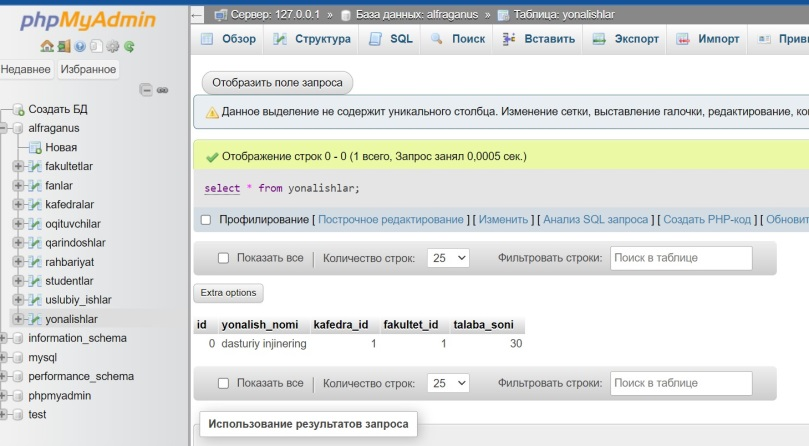 phpMyAdmin
Недавнее Избранное
Создать БД
alfraganus
Новая
fakultetlar
fanlar
kafedralar
oqituvchilar
qarindoshlar
rahbariyat
studentlar
uslubiy_ishlar
yonalishlar
information_schema
mysql
performance_schema
phpmyadmin
test
Сервер: 127.0.0.1 » База данных: alfraganus » Таблица: yonalishlar
Обзор Структура SQL Поиск Вставить Экспорт Импорт Приви
Отобразить поле запроса
Данное выделение не содержит уникального столбца. Изменение сетки, выставление галочки, редактирование, ко
Отображение строк 0 - 0 (1 всего, Запрос занял 0,0005 сек.)
select * from yonalishlar;
Профилирование [ Построчное редактирование ] [ Изменить ] [ Анализ SQL запроса ] [ Создать PHP-код ] [ Обновит
Показать все | Количество строк: 25 Фильтровать строки: Поиск в таблице
Extra options
id yonalish_nomi kafedra_id fakultet_id talaba_soni
0 dasturiy injinering 1 1 30
Показать все | Количество строк: 25 Фильтровать строки: Поиск в таблице
Использование результатов запроса